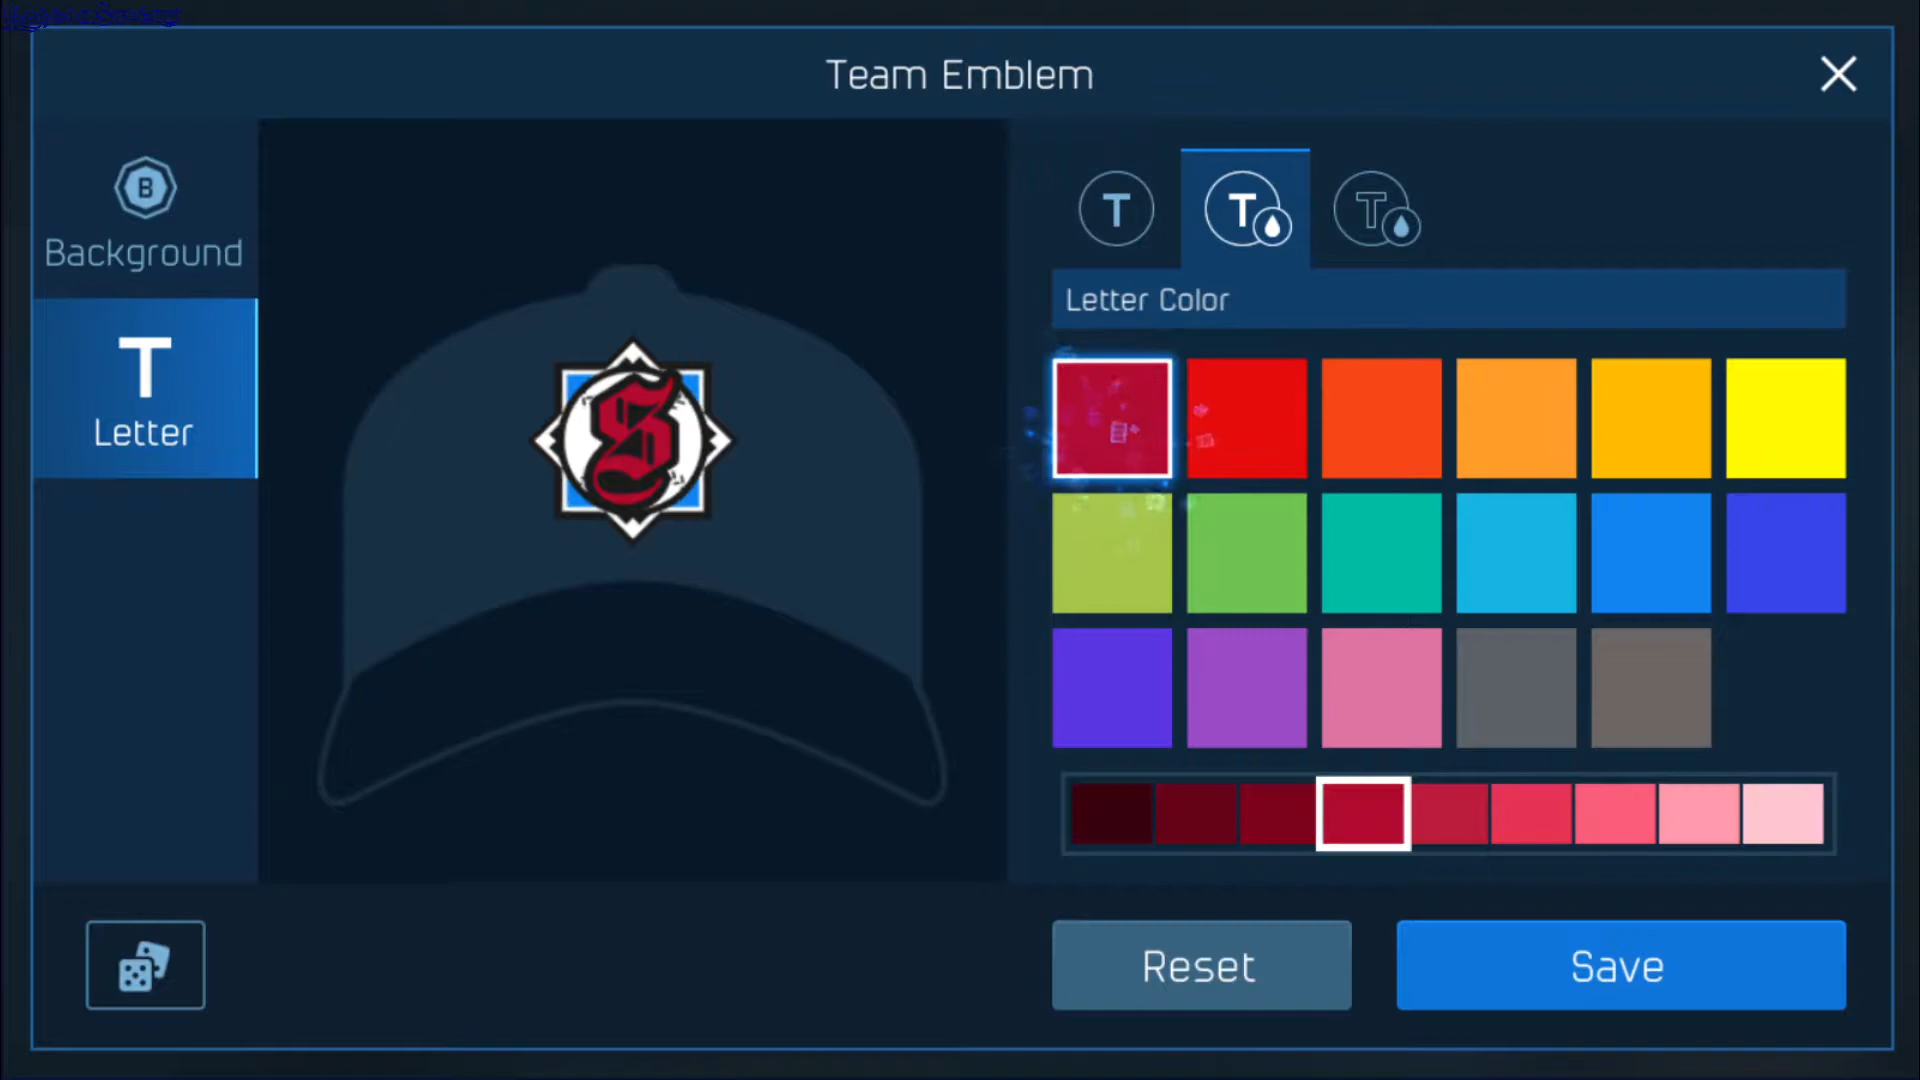 Team Emblem
B
Background
T
Letter
T
T
T
Letter Color
S
Reset
Save